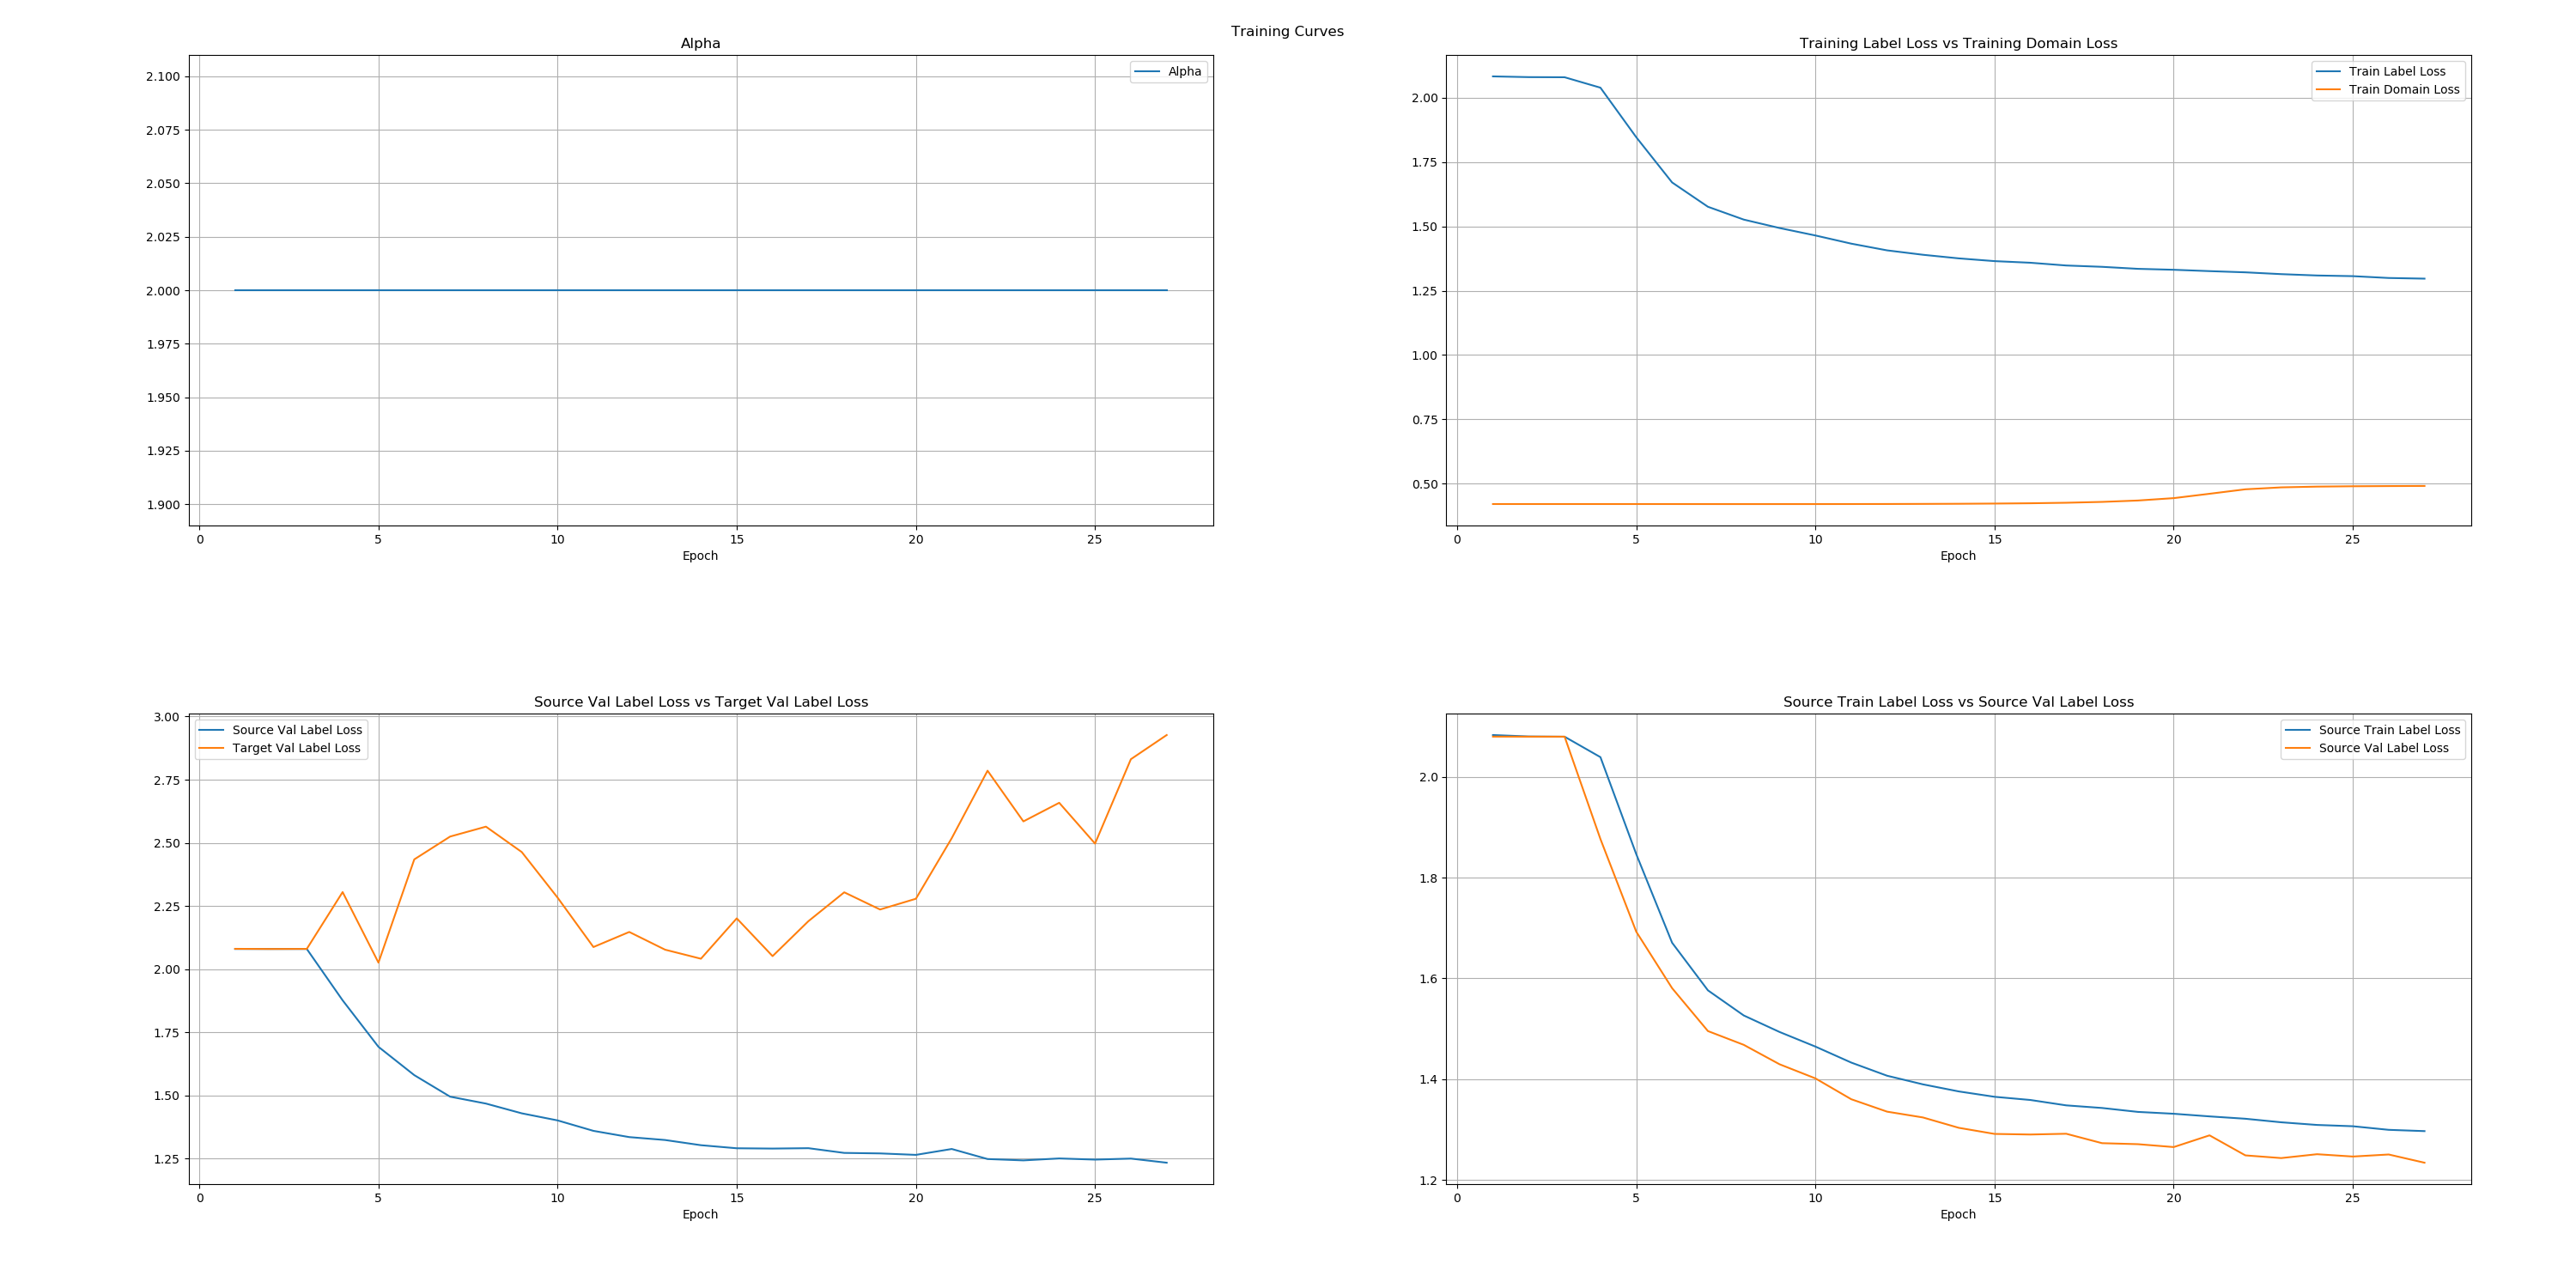 Training Curves
Alpha
Alpha
2.100
2.075
2.050
2.025
2.000
1.975
1.950
1.925
1.900
0 5 10 15 20 25
Epoch
Training Label Loss vs Training Domain Loss
Train Label Loss
Train Domain Loss
2.00
1.75
1.50
1.25
1.00
0.75
0.50
0 5 10 15 20 25
Epoch
Source Val Label Loss vs Target Val Label Loss
Source Val Label Loss
Target Val Label Loss
3.00
2.75
2.50
2.25
2.00
1.75
1.50
1.25
0 5 10 15 20 25
Epoch
Source Train Label Loss vs Source Val Label Loss
Source Train Label Loss
Source Val Label Loss
2.0
1.8
1.6
1.4
1.2
0 5 10 15 20 25
Epoch